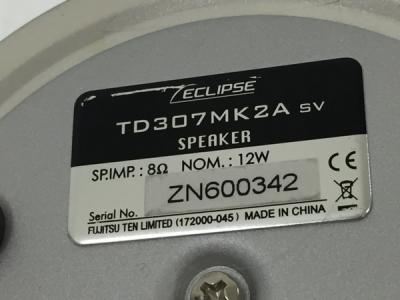 ECLIPSE
TD307MK2A SV
SPEAKER
SP.IMP. : 8Ω NOM. : 12W
ZN600342
Serial No.
FUJITSU TEN LIMITED (172000-045) MADE IN CHINA
CE